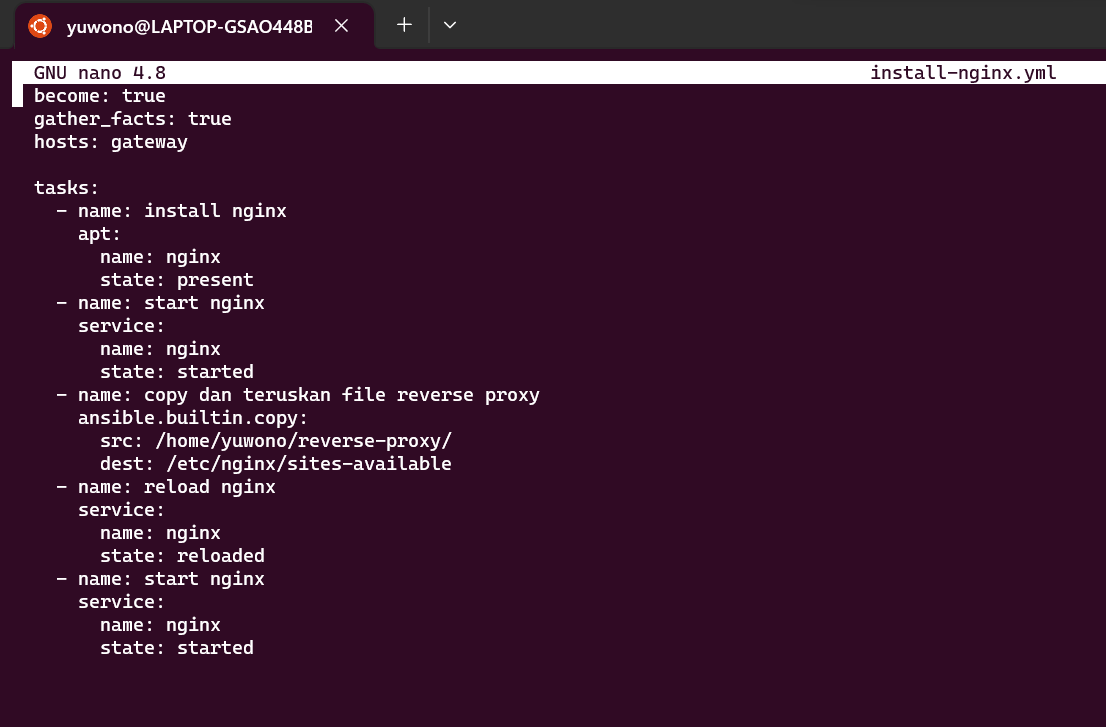 yuwono@LAPTOP-GSAO448B
GNU nano 4.8 install-nginx.yml
become: true
gather_facts: true
hosts: gateway
tasks:
- name: install nginx
apt:
name: nginx
state: present
- name: start nginx
service:
name: nginx
state: started
- name: copy dan teruskan file reverse proxy
ansible.builtin.copy:
src: /home/yuwono/reverse-proxy/
dest: /etc/nginx/sites-available
- name: reload nginx
service:
name: nginx
state: reloaded
- name: start nginx
service:
name: nginx
state: started